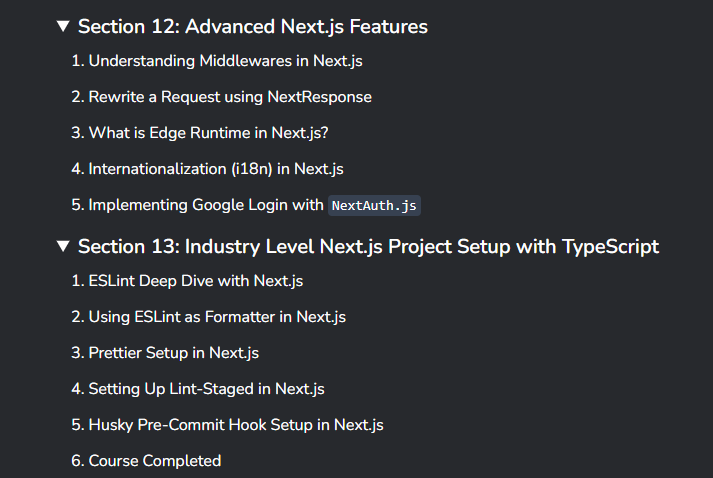 Section 12: Advanced Next.js Features
1. Understanding Middlewares in Next.js
2. Rewrite a Request using NextResponse
3. What is Edge Runtime in Next.js?
4. Internationalization (i18n) in Next.js
5. Implementing Google Login with NextAuth.js
Section 13: Industry Level Next.js Project Setup with TypeScript
1. ESLint Deep Dive with Next.js
2. Using ESLint as Formatter in Next.js
3. Prettier Setup in Next.js
4. Setting Up Lint-Staged in Next.js
5. Husky Pre-Commit Hook Setup in Next.js
6. Course Completed